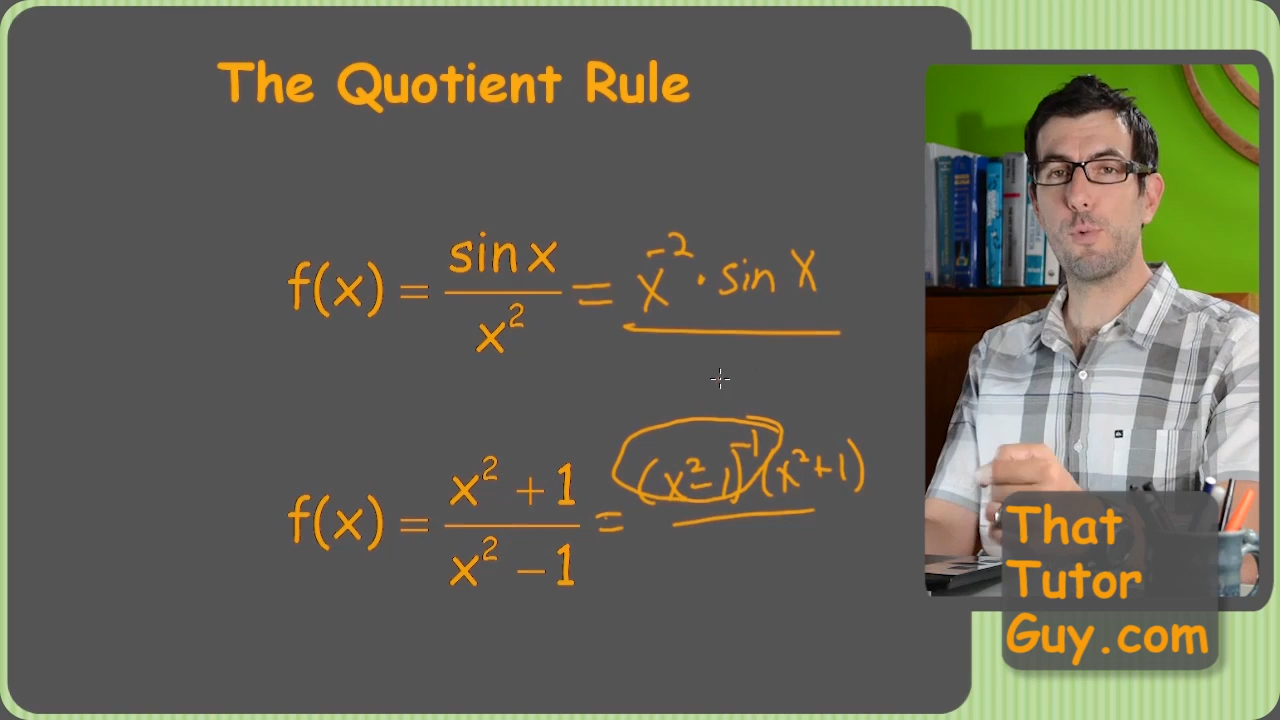 The Quotient Rule
f(x) = sin x / x² = x⁻² · sin x
f(x) = x² + 1 / x² − 1 = (x² − 1)⁻¹ (x² + 1)
That
Tutor
Guy.com